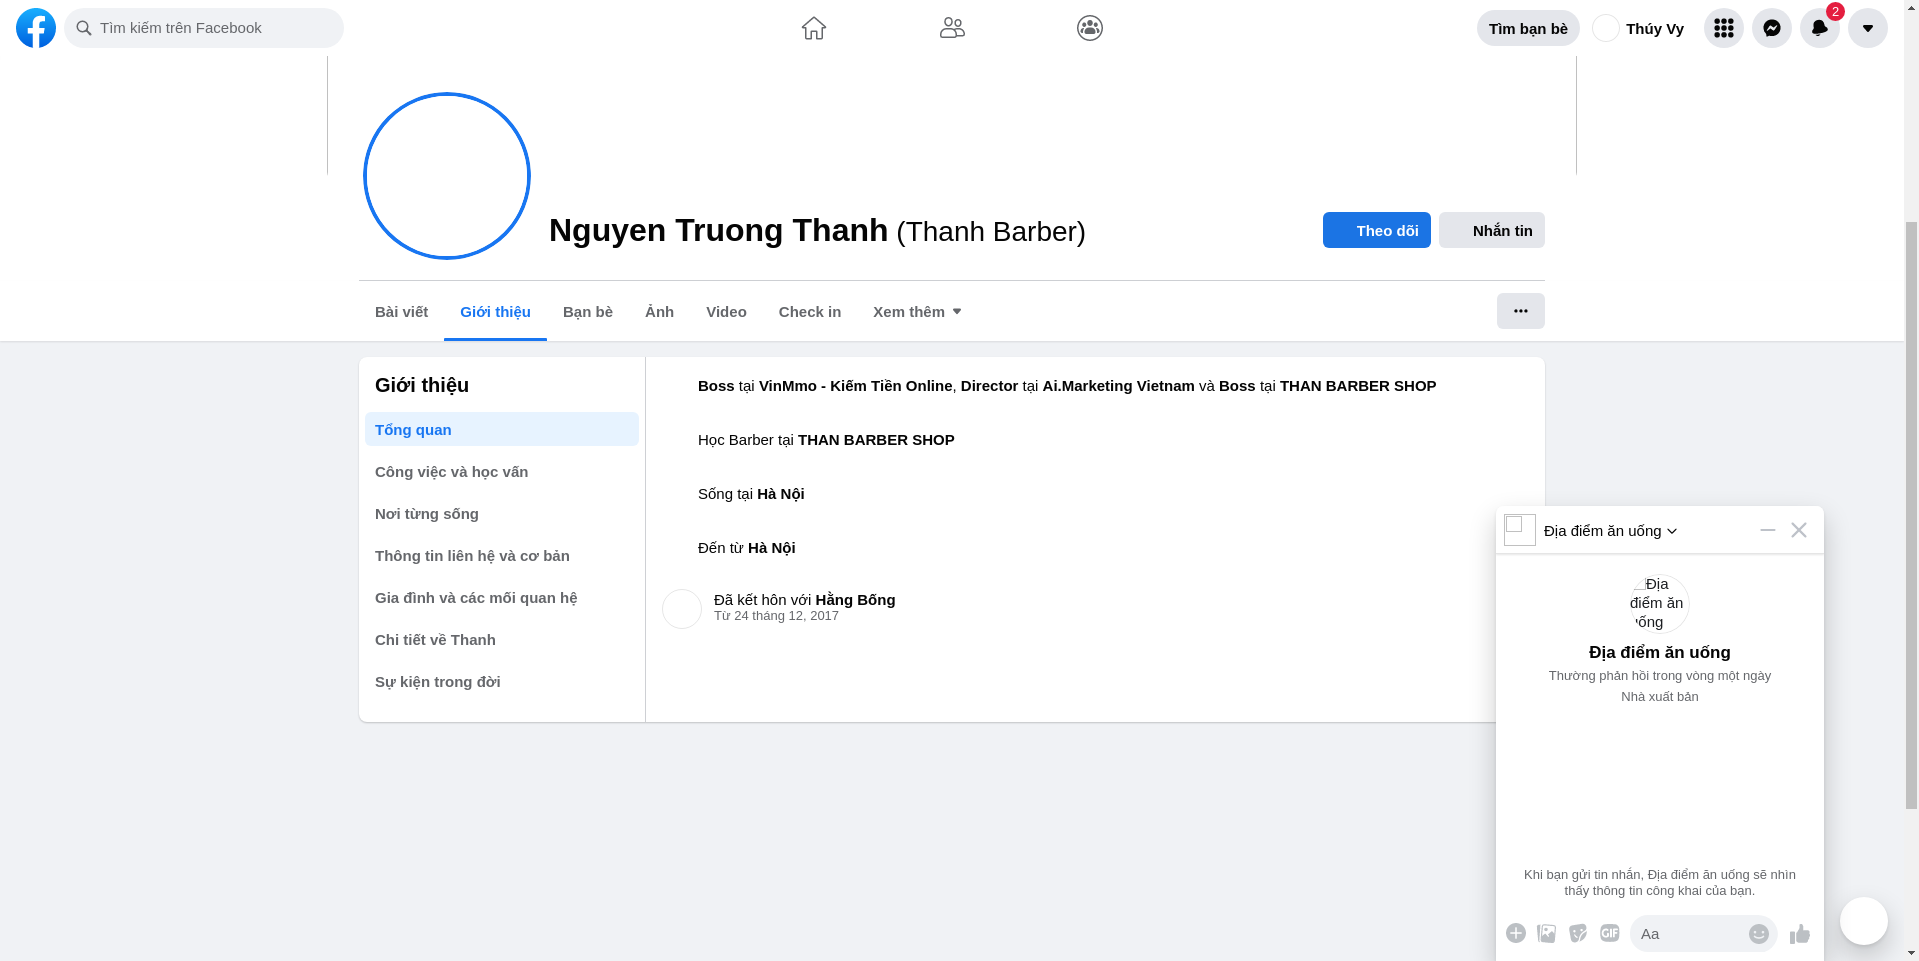 Tìm kiếm trên Facebook
Tìm bạn bè
Thúy Vy
2
Nguyen Truong Thanh (Thanh Barber)
Theo dõi
Nhắn tin
Bài viết
Giới thiệu
Bạn bè
Ảnh
Video
Check in
Xem thêm
Giới thiệu
Tổng quan
Công việc và học vấn
Nơi từng sống
Thông tin liên hệ và cơ bản
Gia đình và các mối quan hệ
Chi tiết về Thanh
Sự kiện trong đời
Boss tại VinMmo - Kiếm Tiền Online, Director tại Ai.Marketing Vietnam và Boss tại THAN BARBER SHOP
Học Barber tại THAN BARBER SHOP
Sống tại Hà Nội
Đến từ Hà Nội
Đã kết hôn với Hằng Bống
Từ 24 tháng 12, 2017
Địa điểm ăn uống
Địa
điểm ăn
uống
Địa điểm ăn uống
Thường phản hồi trong vòng một ngày
Nhà xuất bản
Khi bạn gửi tin nhắn, Địa điểm ăn uống sẽ nhìn
thấy thông tin công khai của bạn.
GIF
Aa